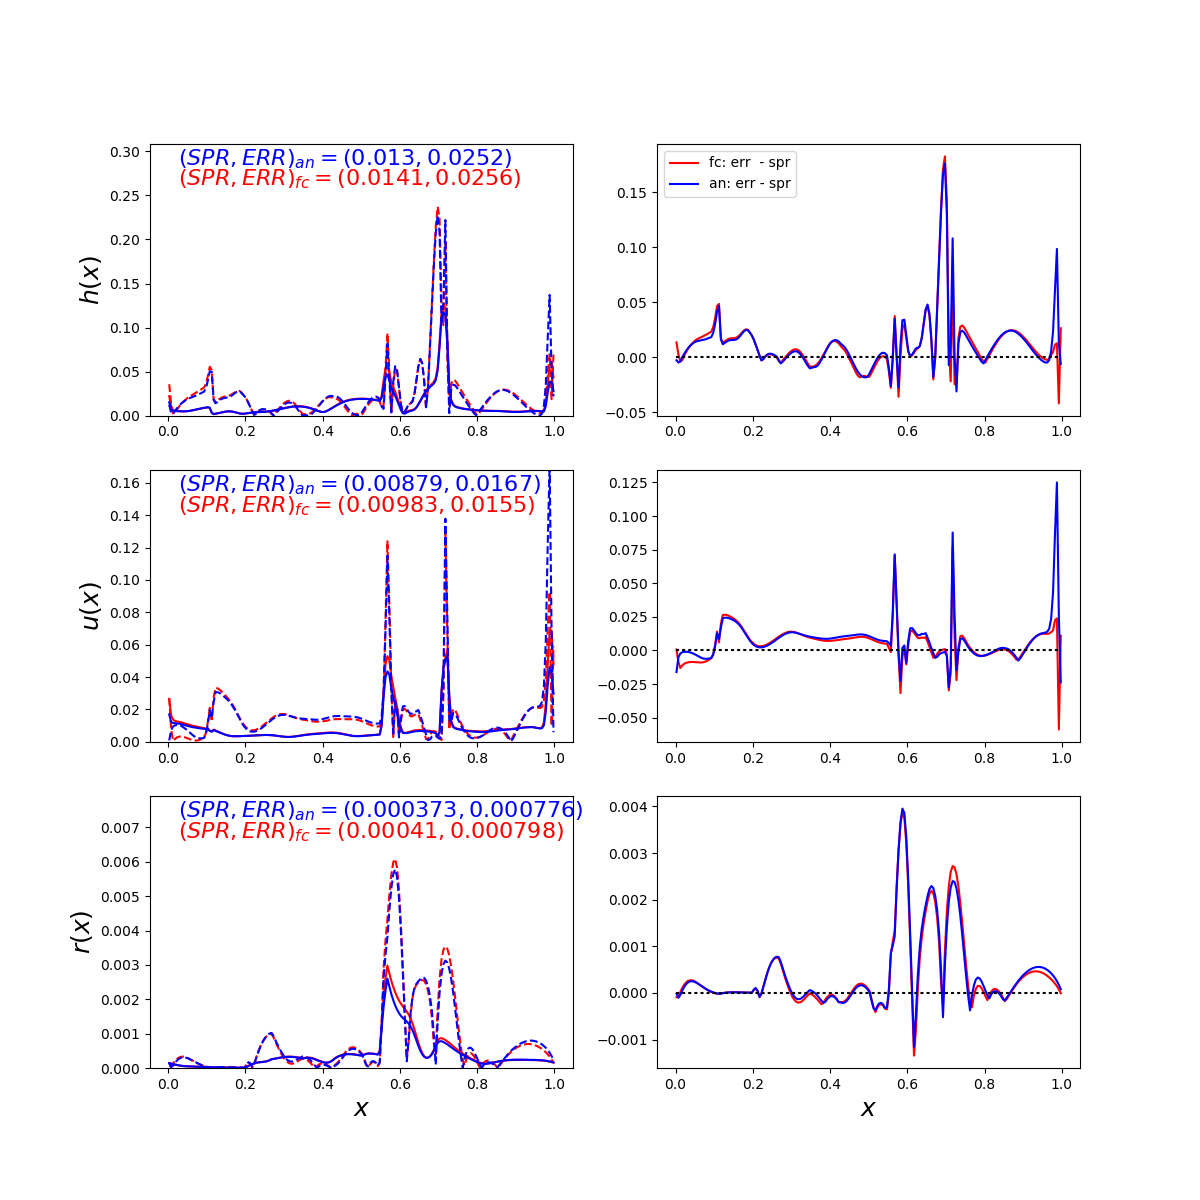 (SPR, ERR)an = (0.013, 0.0252)
(SPR, ERR)fc = (0.0141, 0.0256)
h(x)
0.30
0.25
0.20
0.15
0.10
0.05
0.00
0.0 0.2 0.4 0.6 0.8 1.0
fc: err - spr
an: err - spr
0.15
0.10
0.05
0.00
−0.05
0.0 0.2 0.4 0.6 0.8 1.0
(SPR, ERR)an = (0.00879, 0.0167)
(SPR, ERR)fc = (0.00983, 0.0155)
u(x)
0.16
0.14
0.12
0.10
0.08
0.06
0.04
0.02
0.00
0.0 0.2 0.4 0.6 0.8 1.0
0.125
0.100
0.075
0.050
0.025
0.000
−0.025
−0.050
0.0 0.2 0.4 0.6 0.8 1.0
(SPR, ERR)an = (0.000373, 0.000776)
(SPR, ERR)fc = (0.00041, 0.000798)
r(x)
0.007
0.006
0.005
0.004
0.003
0.002
0.001
0.000
0.0 0.2 0.4 0.6 0.8 1.0
x
0.004
0.003
0.002
0.001
0.000
−0.001
0.0 0.2 0.4 0.6 0.8 1.0
x